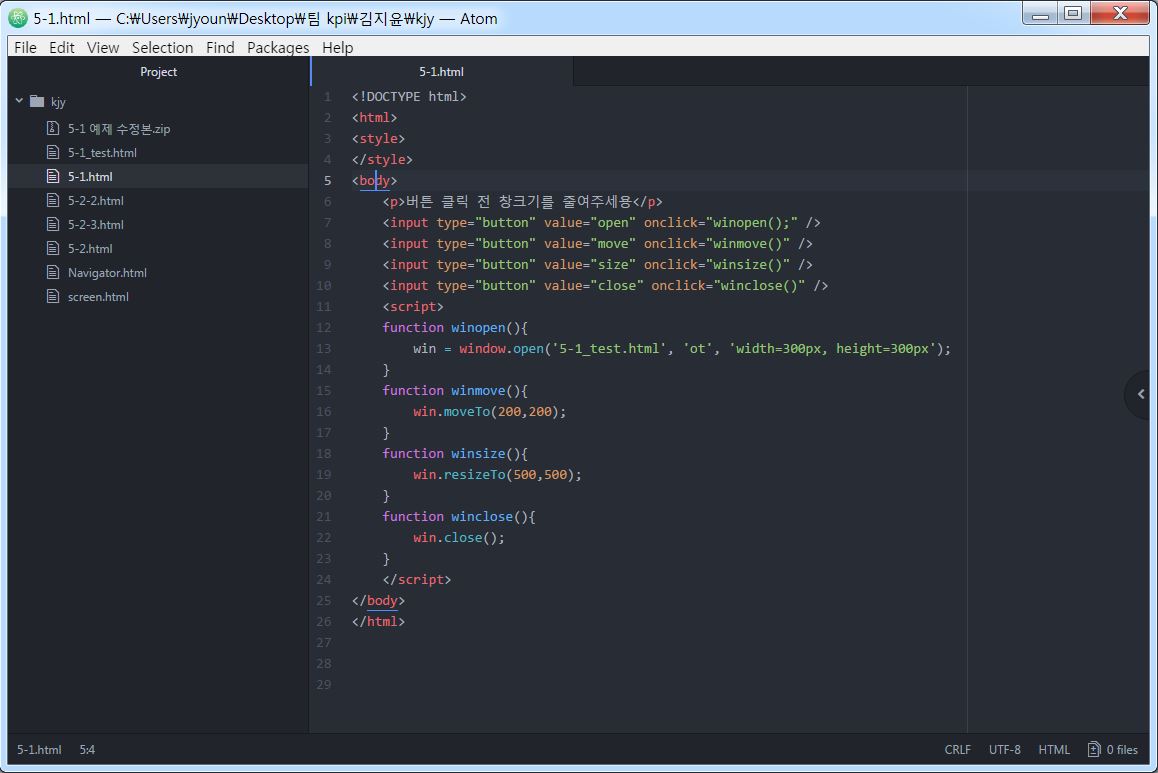 5-1.html — C:₩Users₩jyoun₩Desktop₩팀 kpi₩김지윤₩kjy — Atom
File Edit View Selection Find Packages Help
Project
kjy
5-1 예제 수정본.zip
5-1_test.html
5-1.html
5-2-2.html
5-2-3.html
5-2.html
Navigator.html
screen.html
5-1.html
1 <!DOCTYPE html>
2 <html>
3 <style>
4 </style>
5 <body>
6 <p>버튼 클릭 전 창크기를 줄여주세용</p>
7 <input type="button" value="open" onclick="winopen();" />
8 <input type="button" value="move" onclick="winmove()" />
9 <input type="button" value="size" onclick="winsize()" />
10 <input type="button" value="close" onclick="winclose()" />
11 <script>
12 function winopen(){
13 win = window.open('5-1_test.html', 'ot', 'width=300px, height=300px');
14 }
15 function winmove(){
16 win.moveTo(200,200);
17 }
18 function winsize(){
19 win.resizeTo(500,500);
20 }
21 function winclose(){
22 win.close();
23 }
24 </script>
25 </body>
26 </html>
27
28
29
5-1.html 5:4 CRLF UTF-8 HTML 0 files